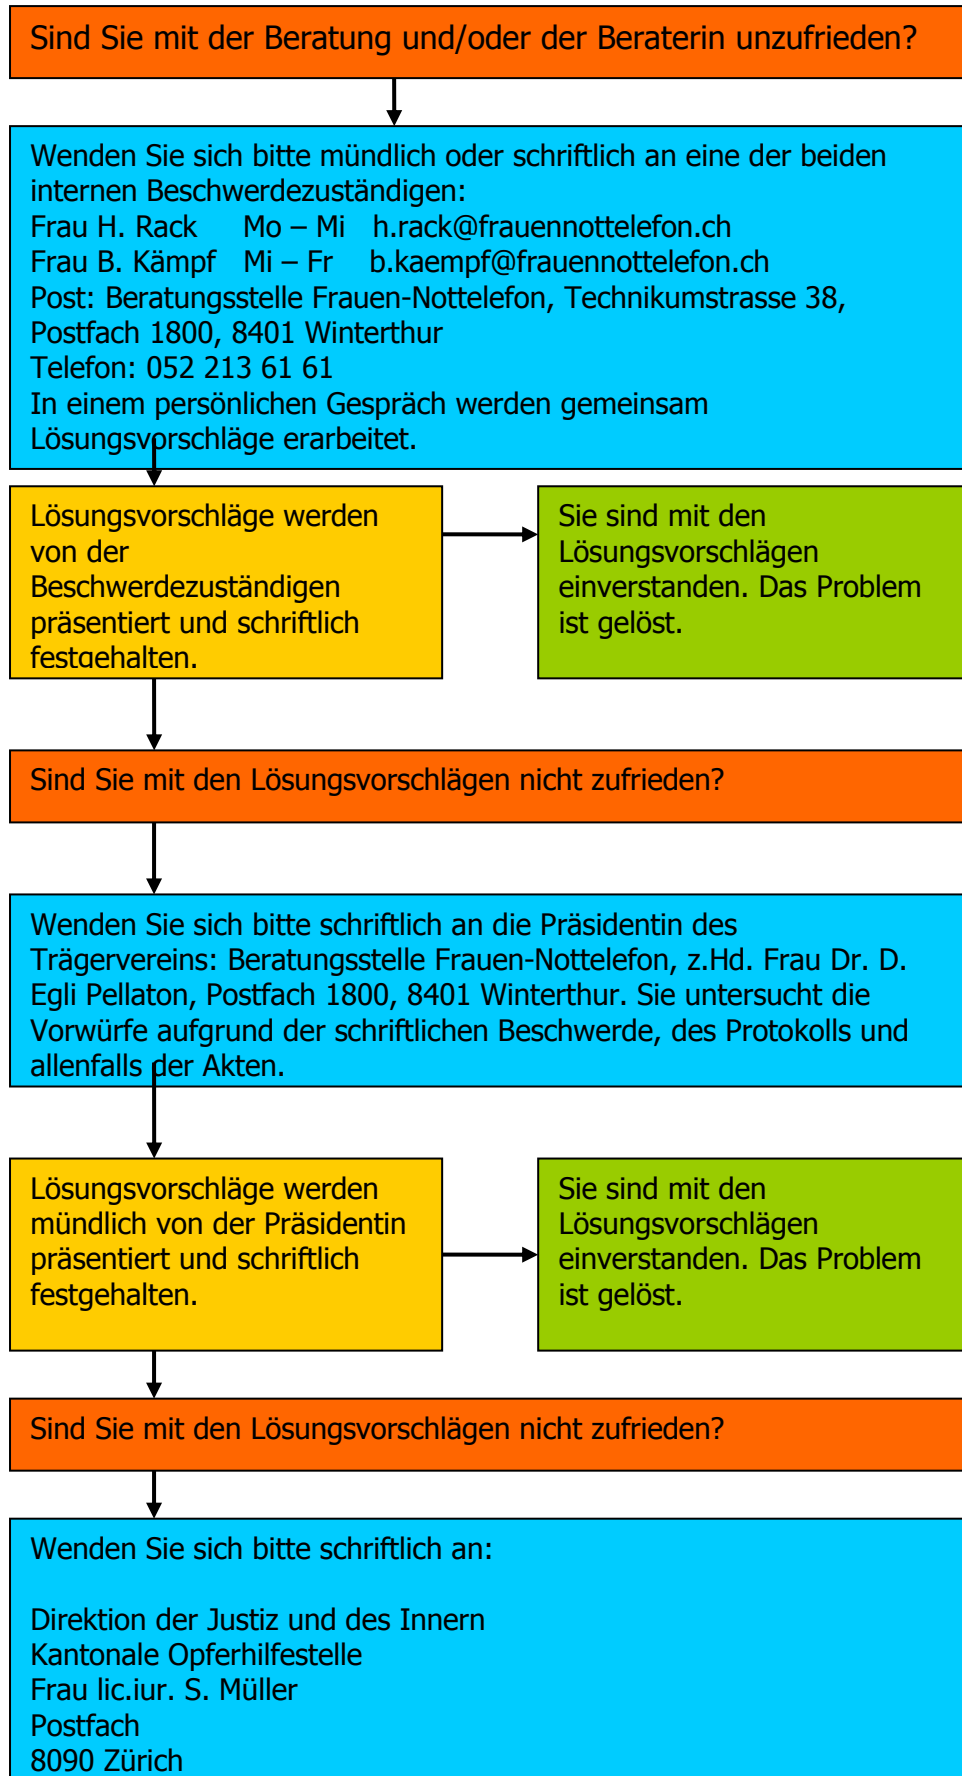 Sind Sie mit der Beratung und/oder der Beraterin unzufrieden?
Wenden Sie sich bitte mündlich oder schriftlich an eine der beiden
internen Beschwerdezuständigen:
Frau H. Rack Mo – Mi h.rack@frauennottelefon.ch
Frau B. Kämpf Mi – Fr b.kaempf@frauennottelefon.ch
Post: Beratungsstelle Frauen-Nottelefon, Technikumstrasse 38,
Postfach 1800, 8401 Winterthur
Telefon: 052 213 61 61
In einem persönlichen Gespräch werden gemeinsam
Lösungsvorschläge erarbeitet.
Lösungsvorschläge werden
von der
Beschwerdezuständigen
präsentiert und schriftlich
festgehalten.
Sie sind mit den
Lösungsvorschlägen
einverstanden. Das Problem
ist gelöst.
Sind Sie mit den Lösungsvorschlägen nicht zufrieden?
Wenden Sie sich bitte schriftlich an die Präsidentin des
Trägervereins: Beratungsstelle Frauen-Nottelefon, z.Hd. Frau Dr. D.
Egli Pellaton, Postfach 1800, 8401 Winterthur. Sie untersucht die
Vorwürfe aufgrund der schriftlichen Beschwerde, des Protokolls und
allenfalls der Akten.
Lösungsvorschläge werden
mündlich von der Präsidentin
präsentiert und schriftlich
festgehalten.
Sie sind mit den
Lösungsvorschlägen
einverstanden. Das Problem
ist gelöst.
Sind Sie mit den Lösungsvorschlägen nicht zufrieden?
Wenden Sie sich bitte schriftlich an:
Direktion der Justiz und des Innern
Kantonale Opferhilfestelle
Frau lic.iur. S. Müller
Postfach
8090 Zürich